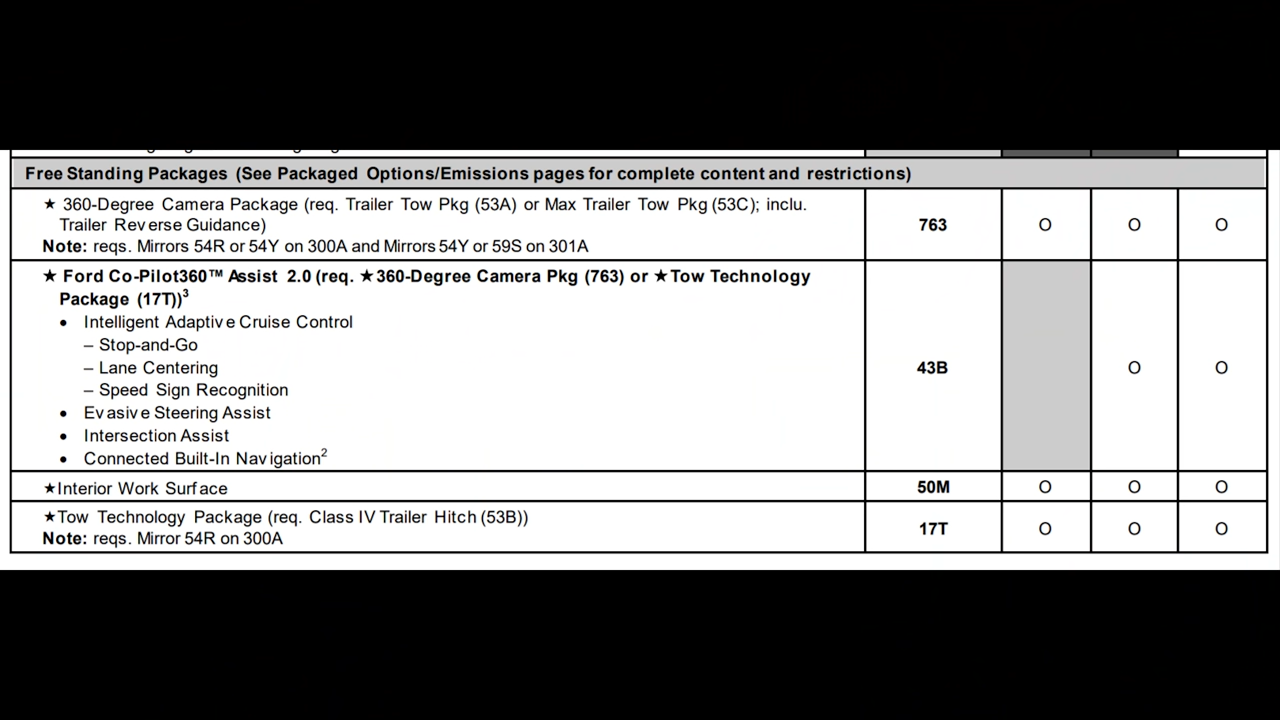 Free Standing Packages (See Packaged Options/Emissions pages for complete content and restrictions)
★ 360-Degree Camera Package (req. Trailer Tow Pkg (53A) or Max Trailer Tow Pkg (53C); inclu.
Trailer Reverse Guidance)
Note: reqs. Mirrors 54R or 54Y on 300A and Mirrors 54Y or 59S on 301A
763
O
O
O
★ Ford Co-Pilot360™ Assist 2.0 (req. ★360-Degree Camera Pkg (763) or ★Tow Technology
Package (17T))³
• Intelligent Adaptive Cruise Control
– Stop-and-Go
– Lane Centering
– Speed Sign Recognition
• Evasive Steering Assist
• Intersection Assist
• Connected Built-In Navigation²
43B
O
O
★Interior Work Surface
50M
O
O
O
★Tow Technology Package (req. Class IV Trailer Hitch (53B))
Note: reqs. Mirror 54R on 300A
17T
O
O
O